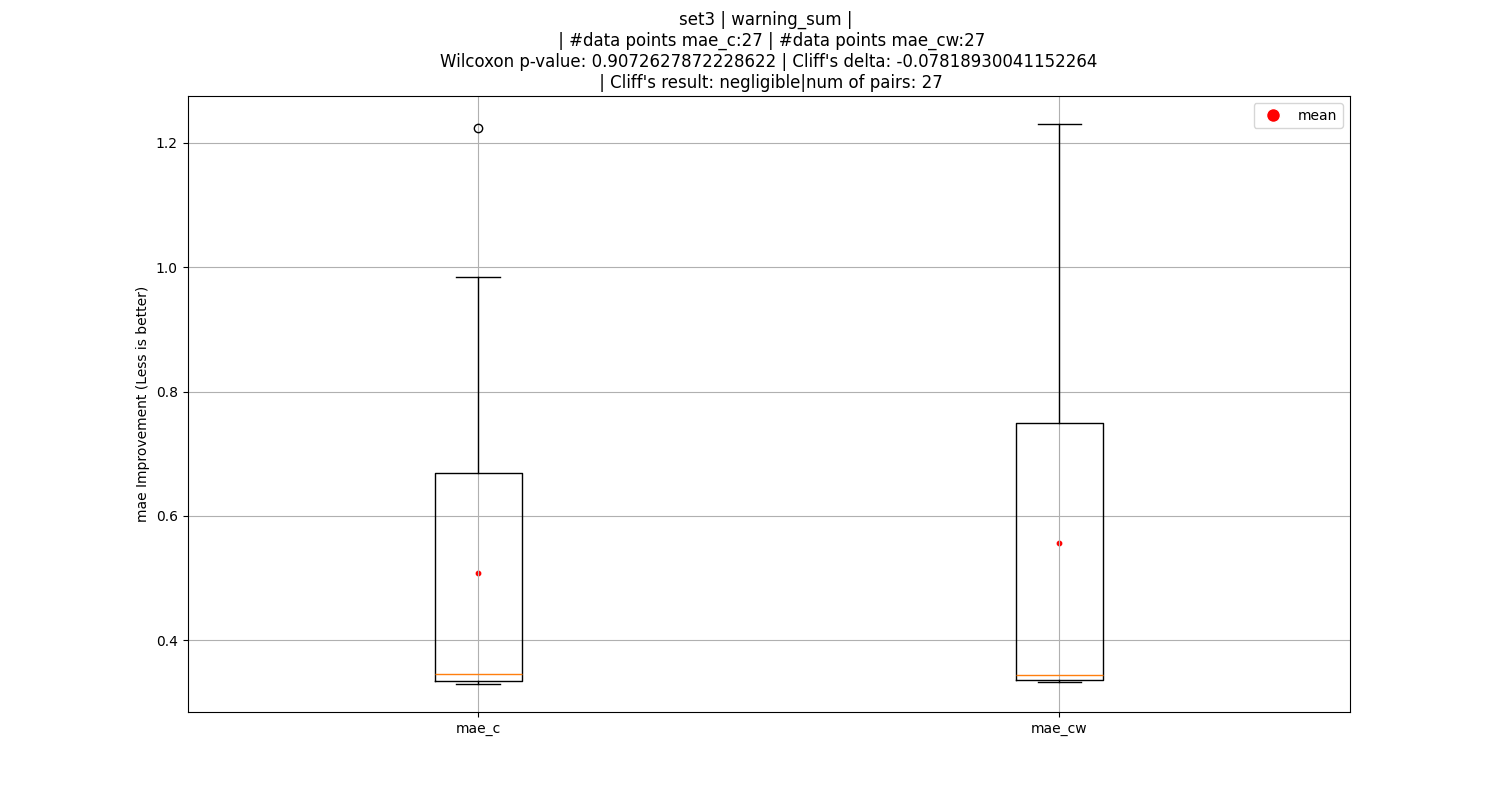 set3 | warning_sum |
| #data points mae_c:27 | #data points mae_cw:27
Wilcoxon p-value: 0.9072627872228622 | Cliff's delta: -0.07818930041152264
| Cliff's result: negligible|num of pairs: 27
mean
mae Improvement (Less is better)
1.2
1.0
0.8
0.6
0.4
mae_c
mae_cw